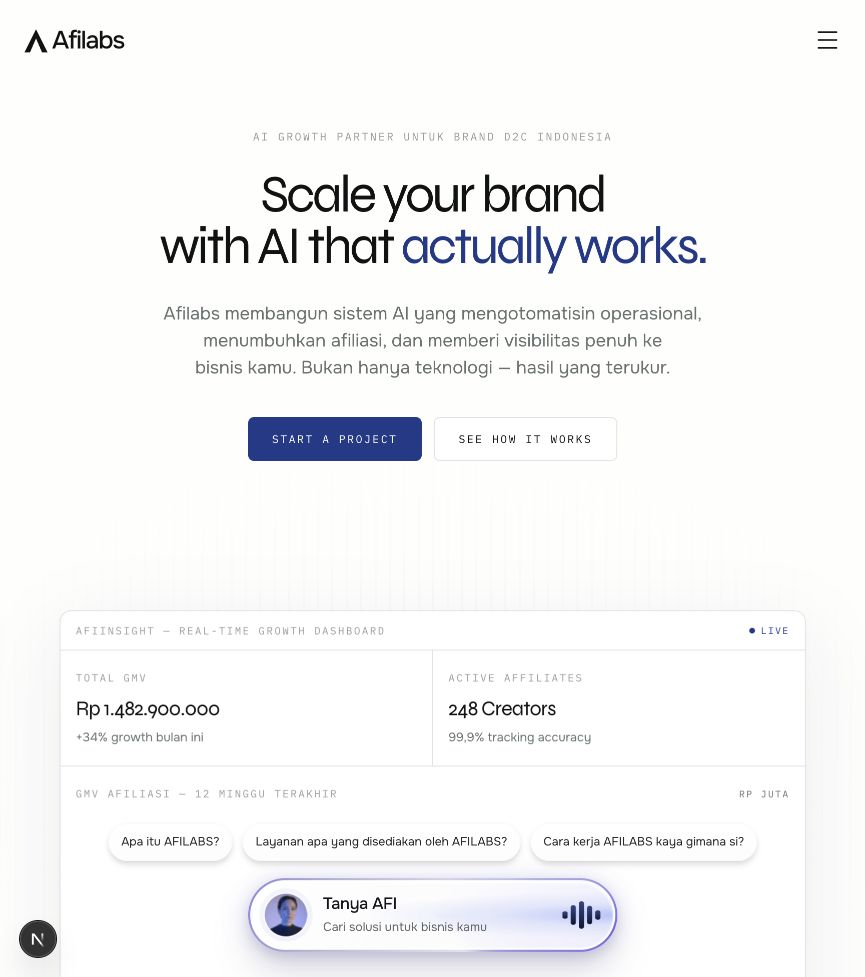 Afilabs
AI GROWTH PARTNER UNTUK BRAND D2C INDONESIA
Scale your brand
with AI that actually works.
Afilabs membangun sistem AI yang mengotomatisin operasional,
menumbuhkan afiliasi, dan memberi visibilitas penuh ke
bisnis kamu. Bukan hanya teknologi — hasil yang terukur.
START A PROJECT
SEE HOW IT WORKS
AFIINSIGHT — REAL-TIME GROWTH DASHBOARD
LIVE
TOTAL GMV
Rp 1.482.900.000
+34% growth bulan ini
ACTIVE AFFILIATES
248 Creators
99,9% tracking accuracy
GMV AFILIASI — 12 MINGGU TERAKHIR
RP JUTA
Apa itu AFILABS?
Layanan apa yang disediakan oleh AFILABS?
Cara kerja AFILABS kaya gimana si?
Tanya AFI
Cari solusi untuk bisnis kamu
N